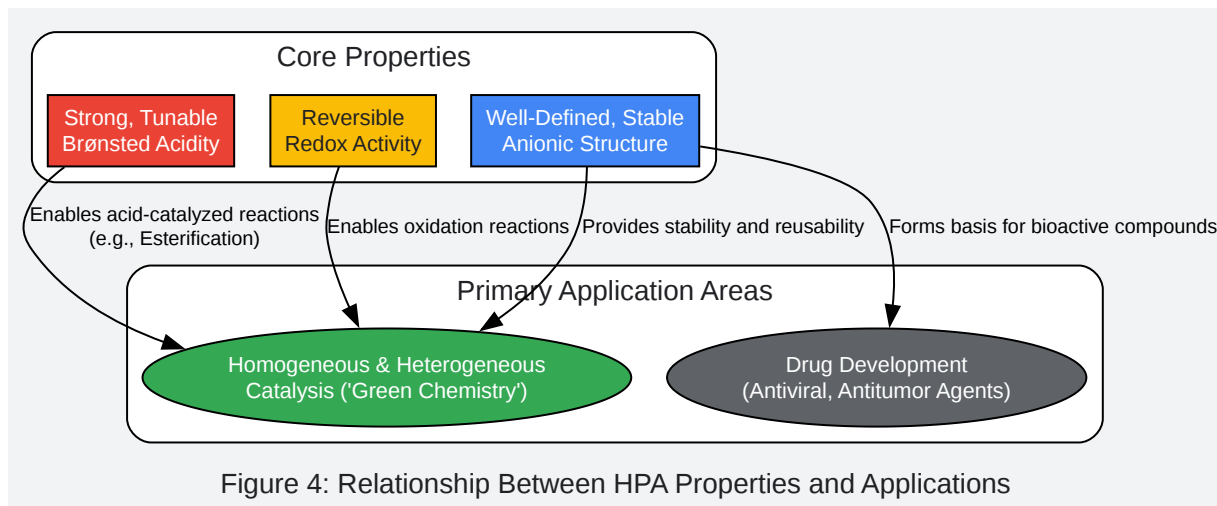 Core Properties
Strong, Tunable
Brønsted Acidity
Reversible
Redox Activity
Well-Defined, Stable
Anionic Structure
Enables acid-catalyzed reactions
(e.g., Esterification)
Enables oxidation reactions
Provides stability and reusability
Forms basis for bioactive compounds
Primary Application Areas
Homogeneous & Heterogeneous
Catalysis ('Green Chemistry')
Drug Development
(Antiviral, Antitumor Agents)
Figure 4: Relationship Between HPA Properties and Applications